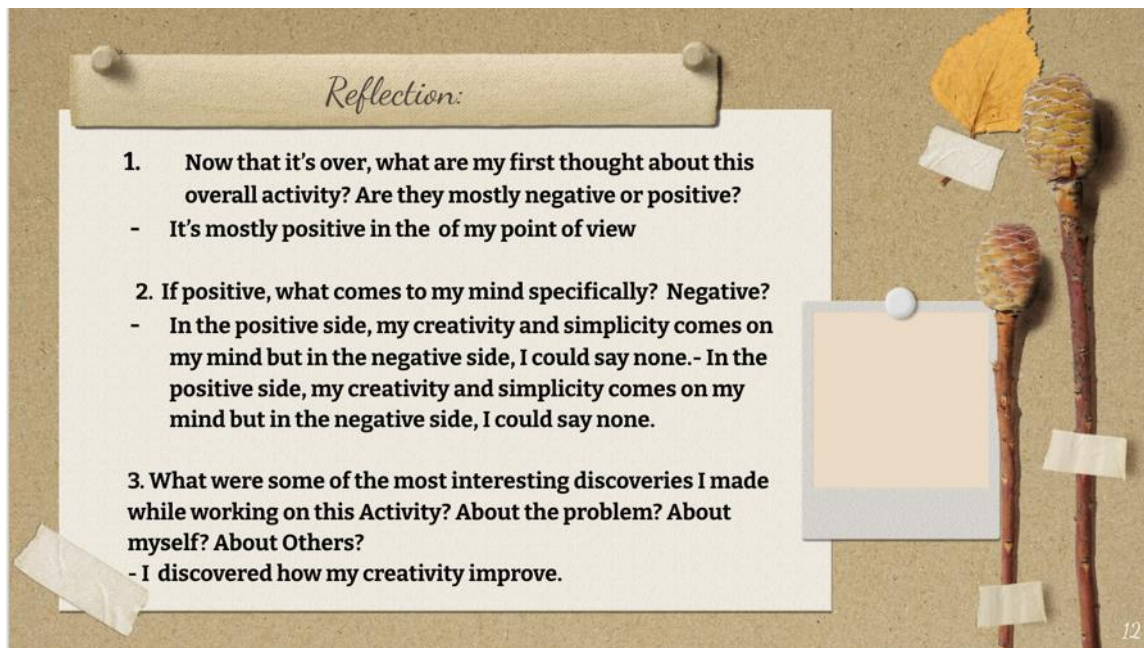 Reflection:
1. Now that it's over, what are my first thought about this
overall activity? Are they mostly negative or positive?
- It's mostly positive in the of my point of view
2. If positive, what comes to my mind specifically? Negative?
- In the positive side, my creativity and simplicity comes on
my mind but in the negative side, I could say none.- In the
positive side, my creativity and simplicity comes on my
mind but in the negative side, I could say none.
3. What were some of the most interesting discoveries I made
while working on this Activity? About the problem? About
myself? About Others?
- I discovered how my creativity improve.
12